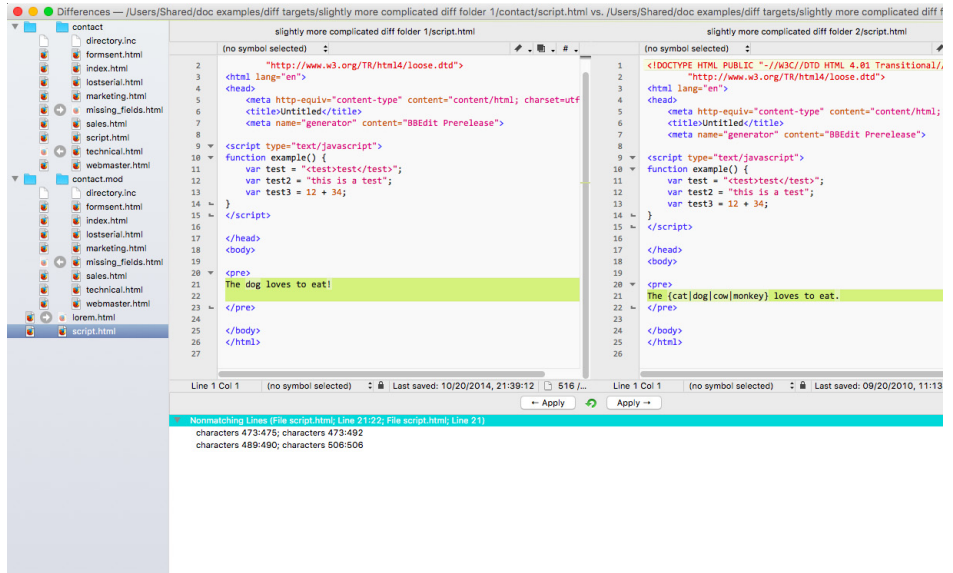 Differences — /Users/Shared/doc examples/diff targets/slightly more complicated diff folder 1/contact/script.html vs. /Users/Shared/doc examples/diff targets/slightly more complicated diff f
contact
directory.inc
formsent.html
index.html
lostserial.html
marketing.html
missing_fields.html
sales.html
script.html
technical.html
webmaster.html
contact.mod
directory.inc
formsent.html
index.html
lostserial.html
marketing.html
missing_fields.html
sales.html
technical.html
webmaster.html
lorem.html
script.html
slightly more complicated diff folder 1/script.html
(no symbol selected)
#
2 "http://www.w3.org/TR/html4/loose.dtd">
3 <html lang="en">
4 <head>
5 <meta http-equiv="content-type" content="content/html; charset=utf
6 <title>Untitled</title>
7 <meta name="generator" content="BBEdit Prerelease">
8
9 <script type="text/javascript">
10 function example() {
11 var test = "<test>test</test>";
12 var test2 = "this is a test";
13 var test3 = 12 + 34;
14 }
15 </script>
16
17 </head>
18 <body>
19
20 <pre>
21 The dog loves to eat!
22
23 </pre>
24
25 </body>
26 </html>
27
Line 1 Col 1 (no symbol selected) Last saved: 10/20/2014, 21:39:12 516 /...
slightly more complicated diff folder 2/script.html
(no symbol selected)
1 <!DOCTYPE HTML PUBLIC "-//W3C//DTD HTML 4.01 Transitional//
2 "http://www.w3.org/TR/html4/loose.dtd">
3 <html lang="en">
4 <head>
5 <meta http-equiv="content-type" content="content/html;
6 <title>Untitled</title>
7 <meta name="generator" content="BBEdit Prerelease">
8
9 <script type="text/javascript">
10 function example() {
11 var test = "<test>test</test>";
12 var test2 = "this is a test";
13 var test3 = 12 + 34;
14 }
15 </script>
16
17 </head>
18 <body>
19
20 <pre>
21 The {cat|dog|cow|monkey} loves to eat.
22 </pre>
23
24 </body>
25 </html>
26
Line 1 Col 1 (no symbol selected) Last saved: 09/20/2010, 11:13
← Apply
Apply →
Nonmatching Lines (File script.html; Line 21:22; File script.html; Line 21)
characters 473:475; characters 473:492
characters 489:490; characters 506:506